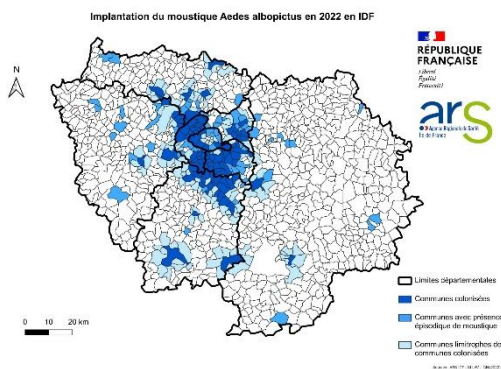 Implantation du moustique Aedes albopictus en 2022 en IDF
N
RÉPUBLIQUE
FRANÇAISE
Liberté
Égalité
Fraternité
ars
Agence Régionale de Santé
Île-de-France
Limites départementales
Communes colonisées
Communes avec présence
épisodique de moustique
Communes limitrophes de
communes colonisées
0 10 20 km